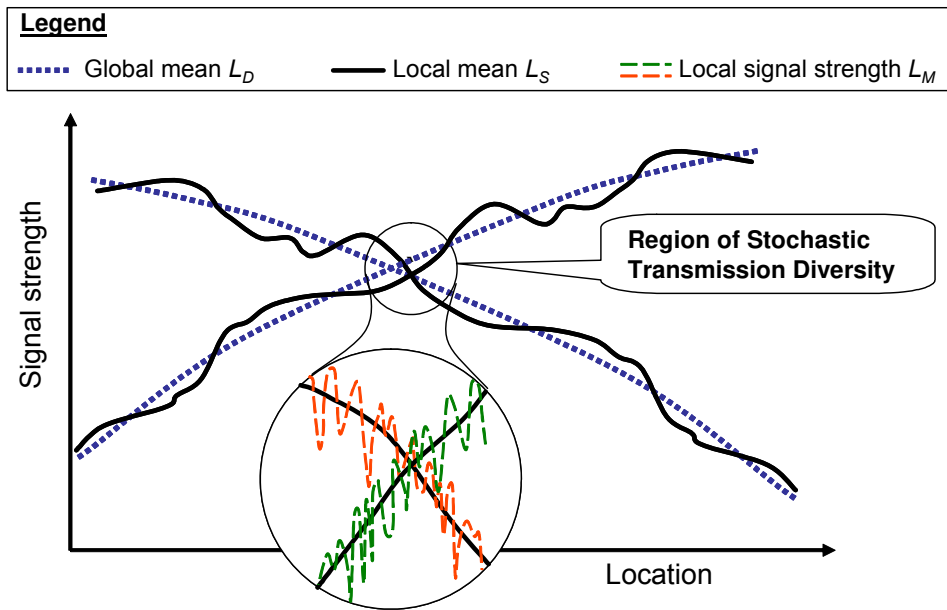 Legend
Global mean L_D Local mean L_S Local signal strength L_M
Signal strength
Region of Stochastic
Transmission Diversity
Location